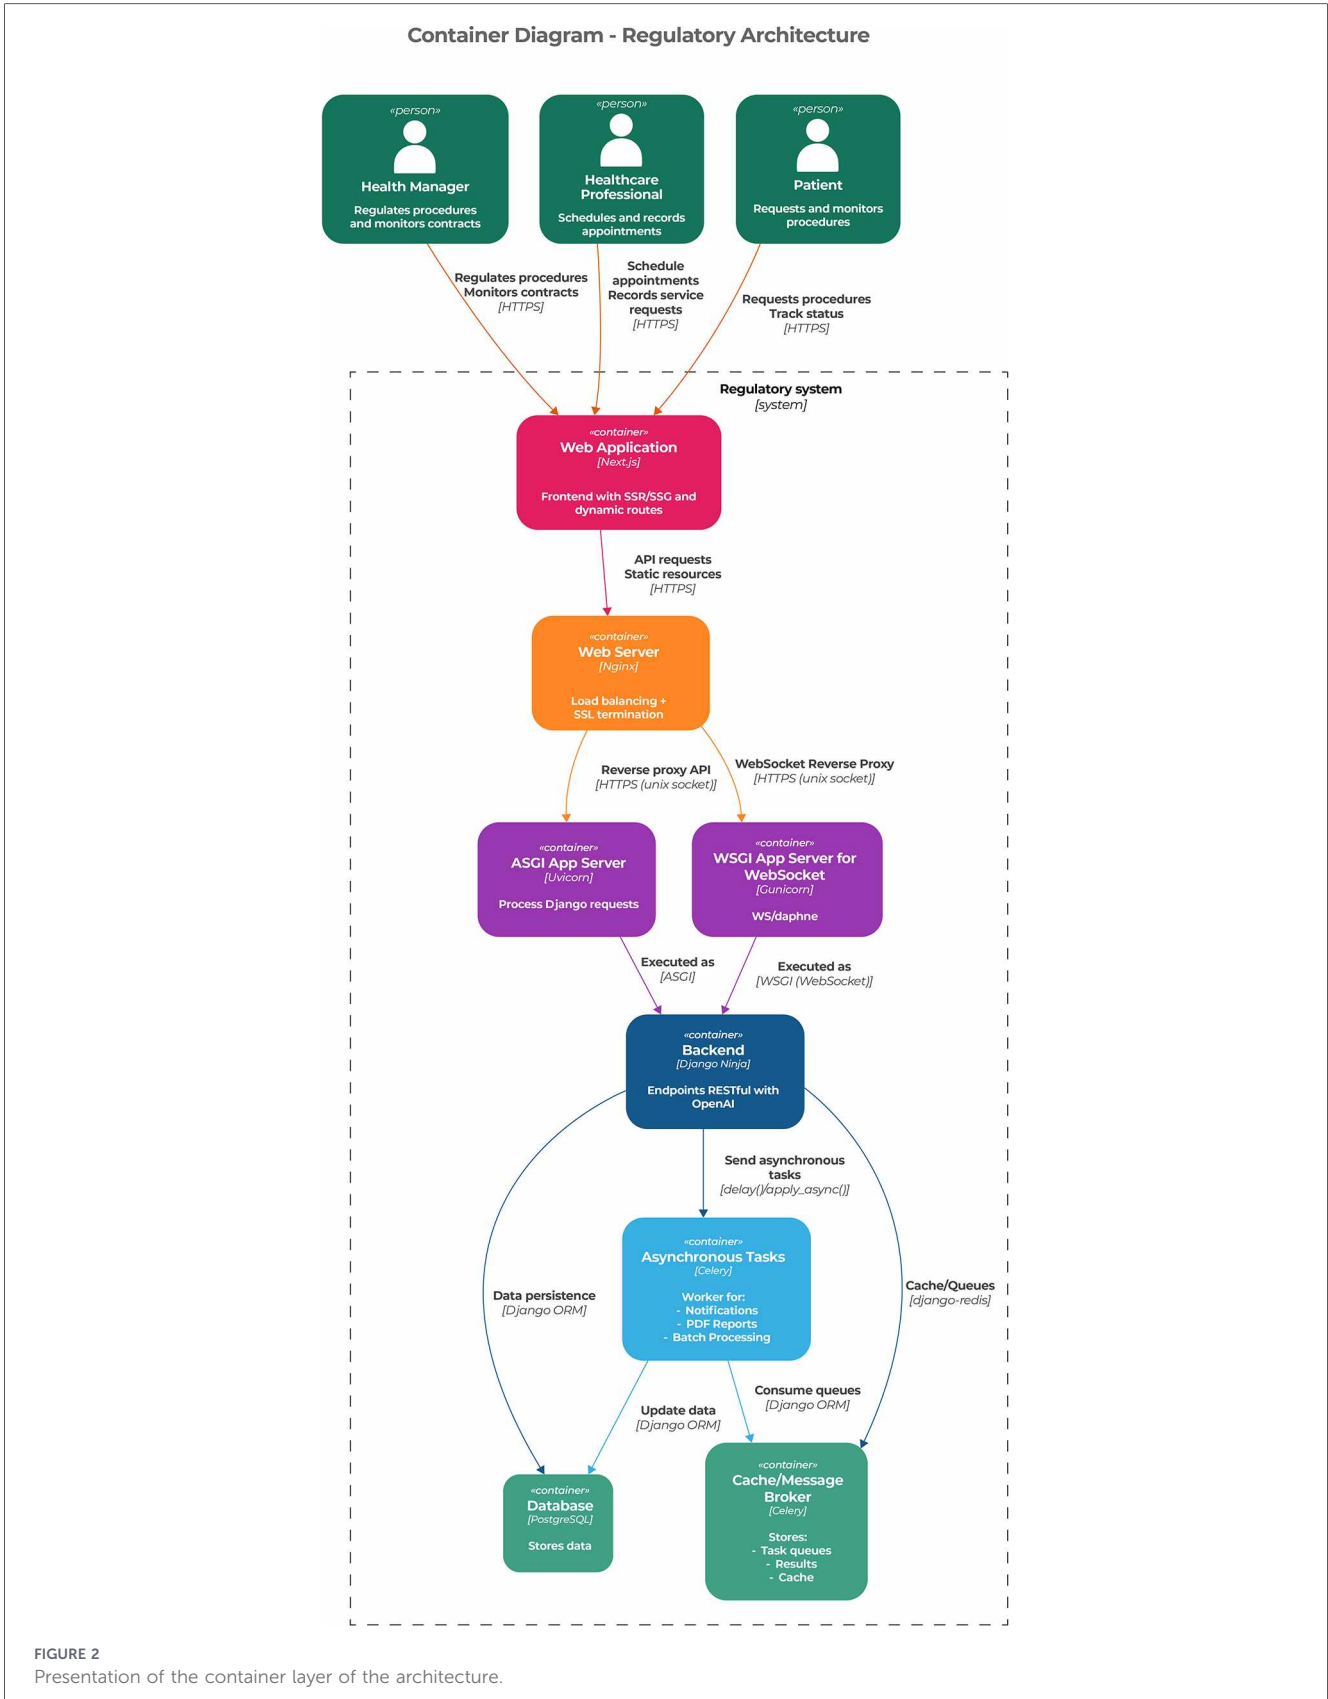 Container Diagram - Regulatory Architecture
«person»
Health Manager
Regulates procedures
and monitors contracts
«person»
Healthcare
Professional
Schedules and records
appointments
«person»
Patient
Requests and monitors
procedures
Regulates procedures
Monitors contracts
[HTTPS]
Schedule
appointments
Records service
requests
[HTTPS]
Requests procedures
Track status
[HTTPS]
Regulatory system
[system]
«container»
Web Application
[Next.js]
Frontend with SSR/SSG and
dynamic routes
API requests
Static resources
[HTTPS]
«container»
Web Server
[Nginx]
Load balancing +
SSL termination
Reverse proxy API
[HTTPS (unix socket)]
WebSocket Reverse Proxy
[HTTPS (unix socket)]
«container»
ASGI App Server
[Uvicorn]
Process Django requests
«container»
WSGI App Server for
WebSocket
[Gunicorn]
WS/daphne
Executed as
[ASGI]
Executed as
[WSGI (WebSocket)]
«container»
Backend
[Django Ninja]
Endpoints RESTful with
OpenAI
Send asynchronous
tasks
[delay()/apply_async()]
«container»
Asynchronous Tasks
[Celery]
Worker for:
- Notifications
- PDF Reports
- Batch Processing
Data persistence
[Django ORM]
Cache/Queues
[django-redis]
Update data
[Django ORM]
Consume queues
[Django ORM]
«container»
Database
[PostgreSQL]
Stores data
«container»
Cache/Message
Broker
[Celery]
Stores:
- Task queues
- Results
- Cache
FIGURE 2
Presentation of the container layer of the architecture.